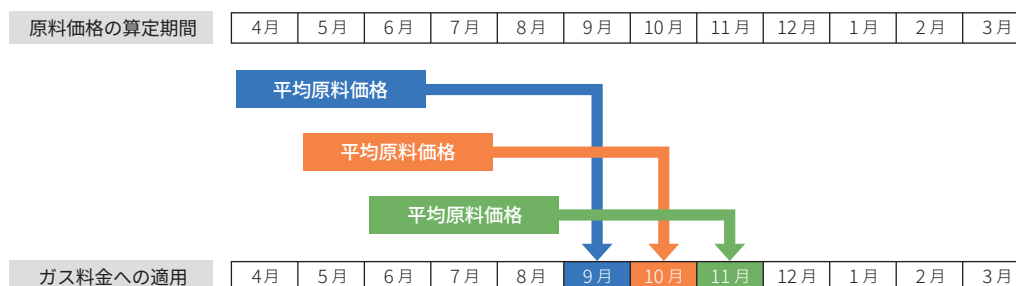 原料価格の算定期間 4月 5月 6月 7月 8月 9月 10月 11月 12月 1月 2月 3月
平均原料価格
平均原料価格
平均原料価格
ガス料金への適用 4月 5月 6月 7月 8月 9月 10月 11月 12月 1月 2月 3月